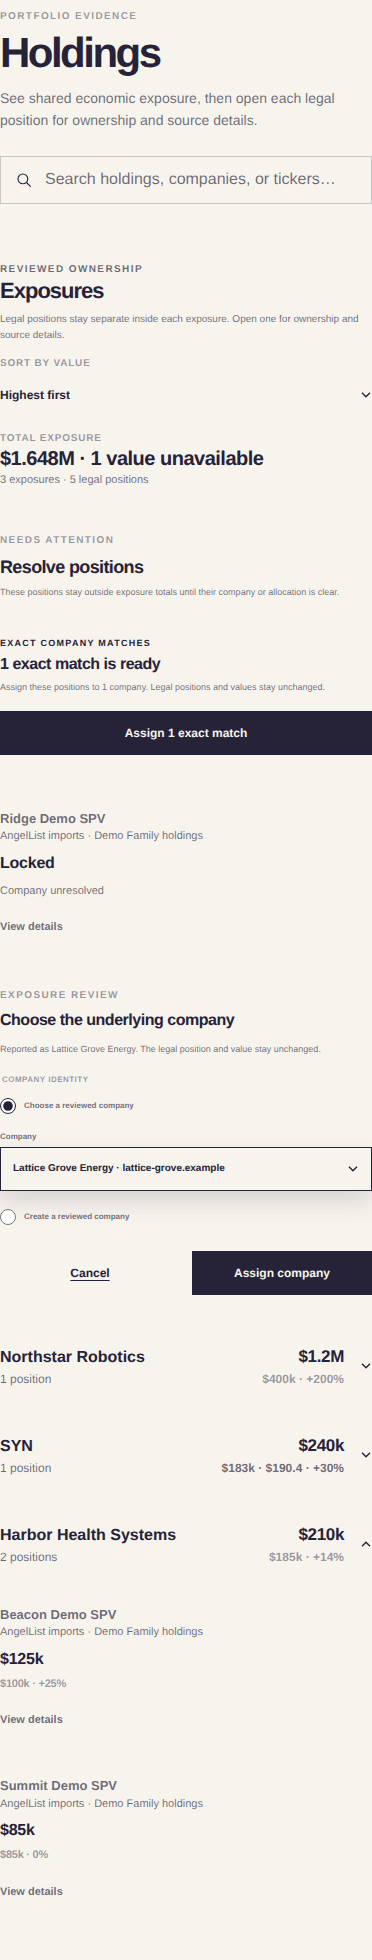 PORTFOLIO EVIDENCE
Holdings
See shared economic exposure, then open each legal
position for ownership and source details.
Search holdings, companies, or tickers…
REVIEWED OWNERSHIP
Exposures
Legal positions stay separate inside each exposure. Open one for ownership and
source details.
SORT BY VALUE
Highest first
TOTAL EXPOSURE
$1.648M · 1 value unavailable
3 exposures · 5 legal positions
NEEDS ATTENTION
Resolve positions
These positions stay outside exposure totals until their company or allocation is clear.
EXACT COMPANY MATCHES
1 exact match is ready
Assign these positions to 1 company. Legal positions and values stay unchanged.
Assign 1 exact match
Ridge Demo SPV
AngelList imports · Demo Family holdings
Locked
Company unresolved
View details
EXPOSURE REVIEW
Choose the underlying company
Reported as Lattice Grove Energy. The legal position and value stay unchanged.
COMPANY IDENTITY
Choose a reviewed company
Company
Lattice Grove Energy · lattice-grove.example
Create a reviewed company
Cancel
Assign company
Northstar Robotics $1.2M
1 position $400k · +200%
SYN $240k
1 position $183k · $190.4 · +30%
Harbor Health Systems $210k
2 positions $185k · +14%
Beacon Demo SPV
AngelList imports · Demo Family holdings
$125k
$100k · +25%
View details
Summit Demo SPV
AngelList imports · Demo Family holdings
$85k
$85k · 0%
View details